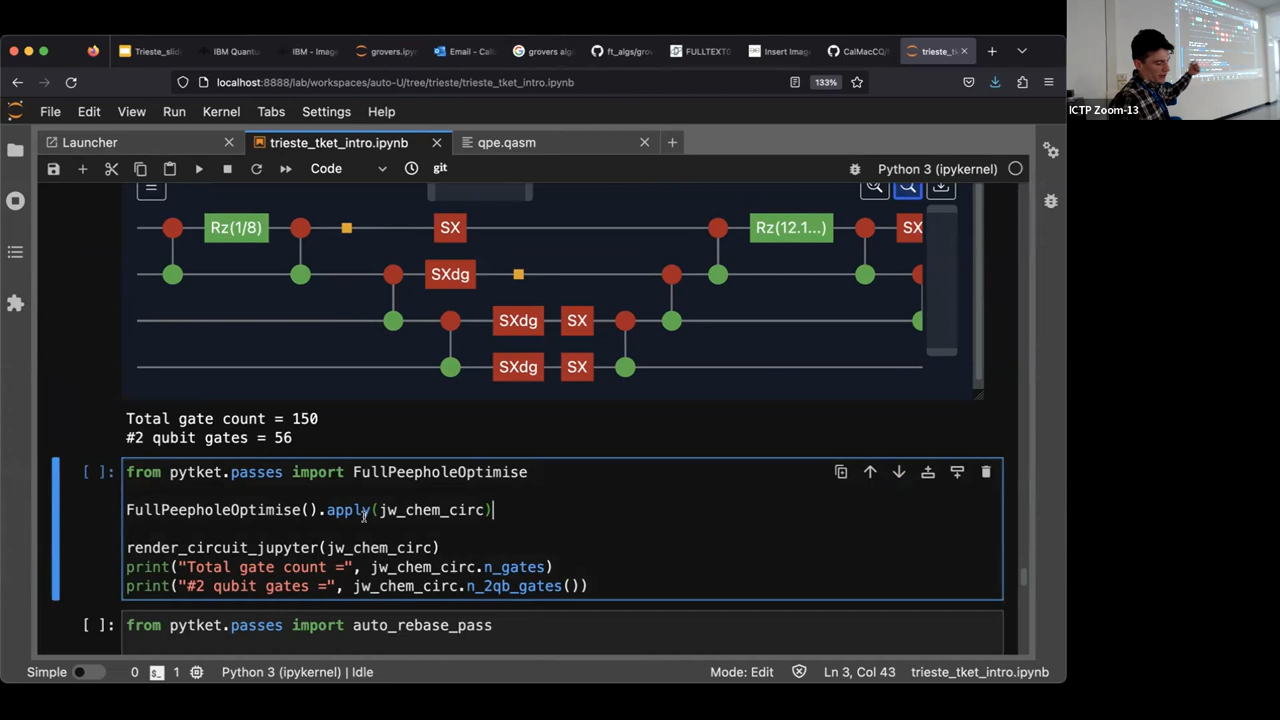 Trieste_slid
IBM Quantu
IBM - Image
grovers.ipyn
Email - Cal
grovers alg
ft_algs/grov
FULLTEXT0
Insert Imag
CalMacCQ/
trieste_tk
localhost:8888/lab/workspaces/auto-U/tree/trieste/trieste_tket_intro.ipynb
133%
ICTP Zoom-13
File Edit View Run Kernel Tabs Settings Help
Launcher
trieste_tket_intro.ipynb
qpe.qasm
Code
git
Python 3 (ipykernel)
Rz(1/8) SX Rz(12.1...) SX
SXdg
SXdg SX
SXdg SX
Total gate count = 150
#2 qubit gates = 56
[ ]: from pytket.passes import FullPeepholeOptimise
FullPeepholeOptimise().apply(jw_chem_circ)
render_circuit_jupyter(jw_chem_circ)
print("Total gate count =", jw_chem_circ.n_gates)
print("#2 qubit gates =", jw_chem_circ.n_2qb_gates())
[ ]: from pytket.passes import auto_rebase_pass
Simple 0 1 Python 3 (ipykernel) | Idle Mode: Edit Ln 3, Col 43 trieste_tket_intro.ipynb